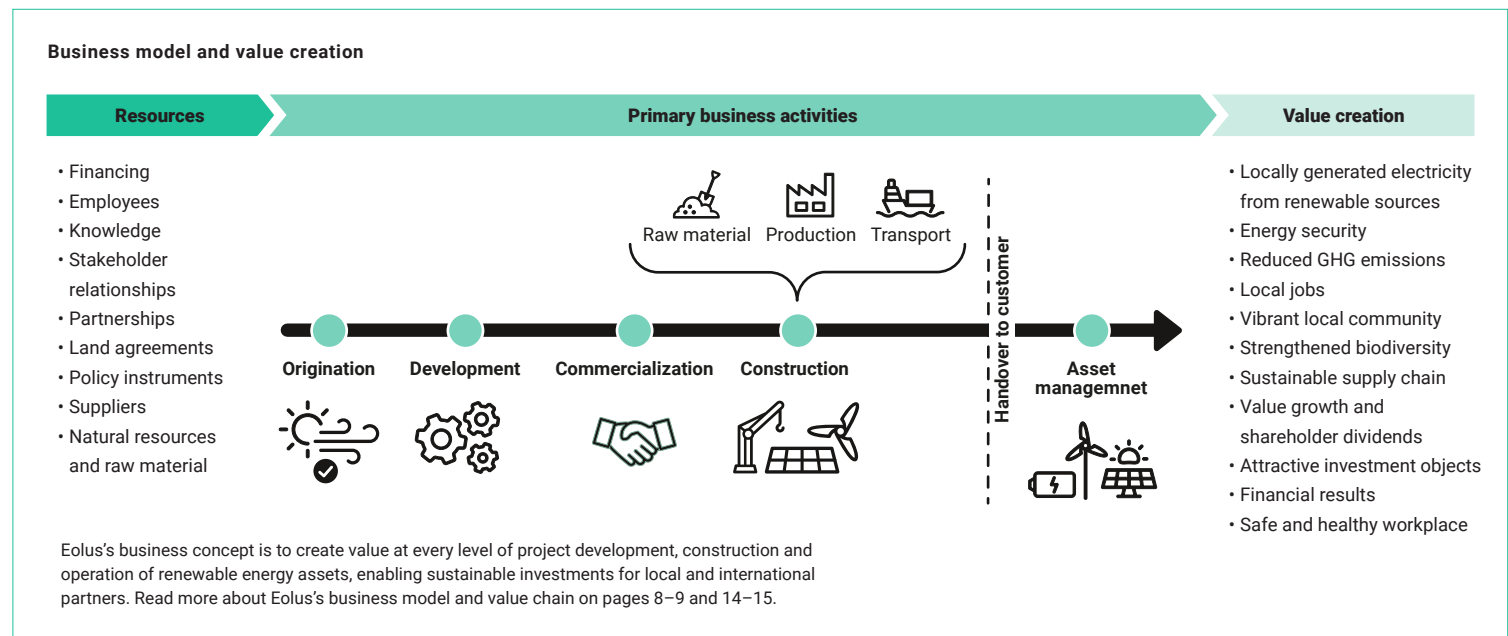 Business model and value creation
Resources
Primary business activities
Value creation
• Financing
• Employees
• Knowledge
• Stakeholder
relationships
• Partnerships
• Land agreements
• Policy instruments
• Suppliers
• Natural resources
and raw material
Raw material
Production
Transport
Origination
Development
Commercialization
Construction
Handover to customer
Asset
managemnet
• Locally generated electricity
from renewable sources
• Energy security
• Reduced GHG emissions
• Local jobs
• Vibrant local community
• Strengthened biodiversity
• Sustainable supply chain
• Value growth and
shareholder dividends
• Attractive investment objects
• Financial results
• Safe and healthy workplace
Eolus’s business concept is to create value at every level of project development, construction and
operation of renewable energy assets, enabling sustainable investments for local and international
partners. Read more about Eolus’s business model and value chain on pages 8–9 and 14–15.